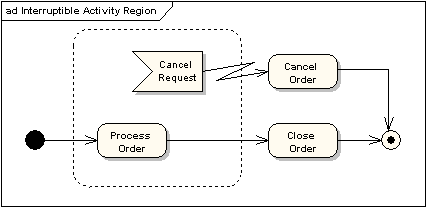 ad Interruptible Activity Region
Cancel
Request
Cancel
Order
Process
Order
Close
Order